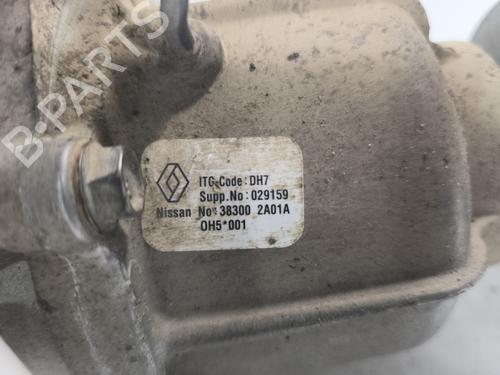 B-PARTS
ITG-Code: DH7
Supp.No: 029159
Nissan No: 38300 2A01A
OH5*001